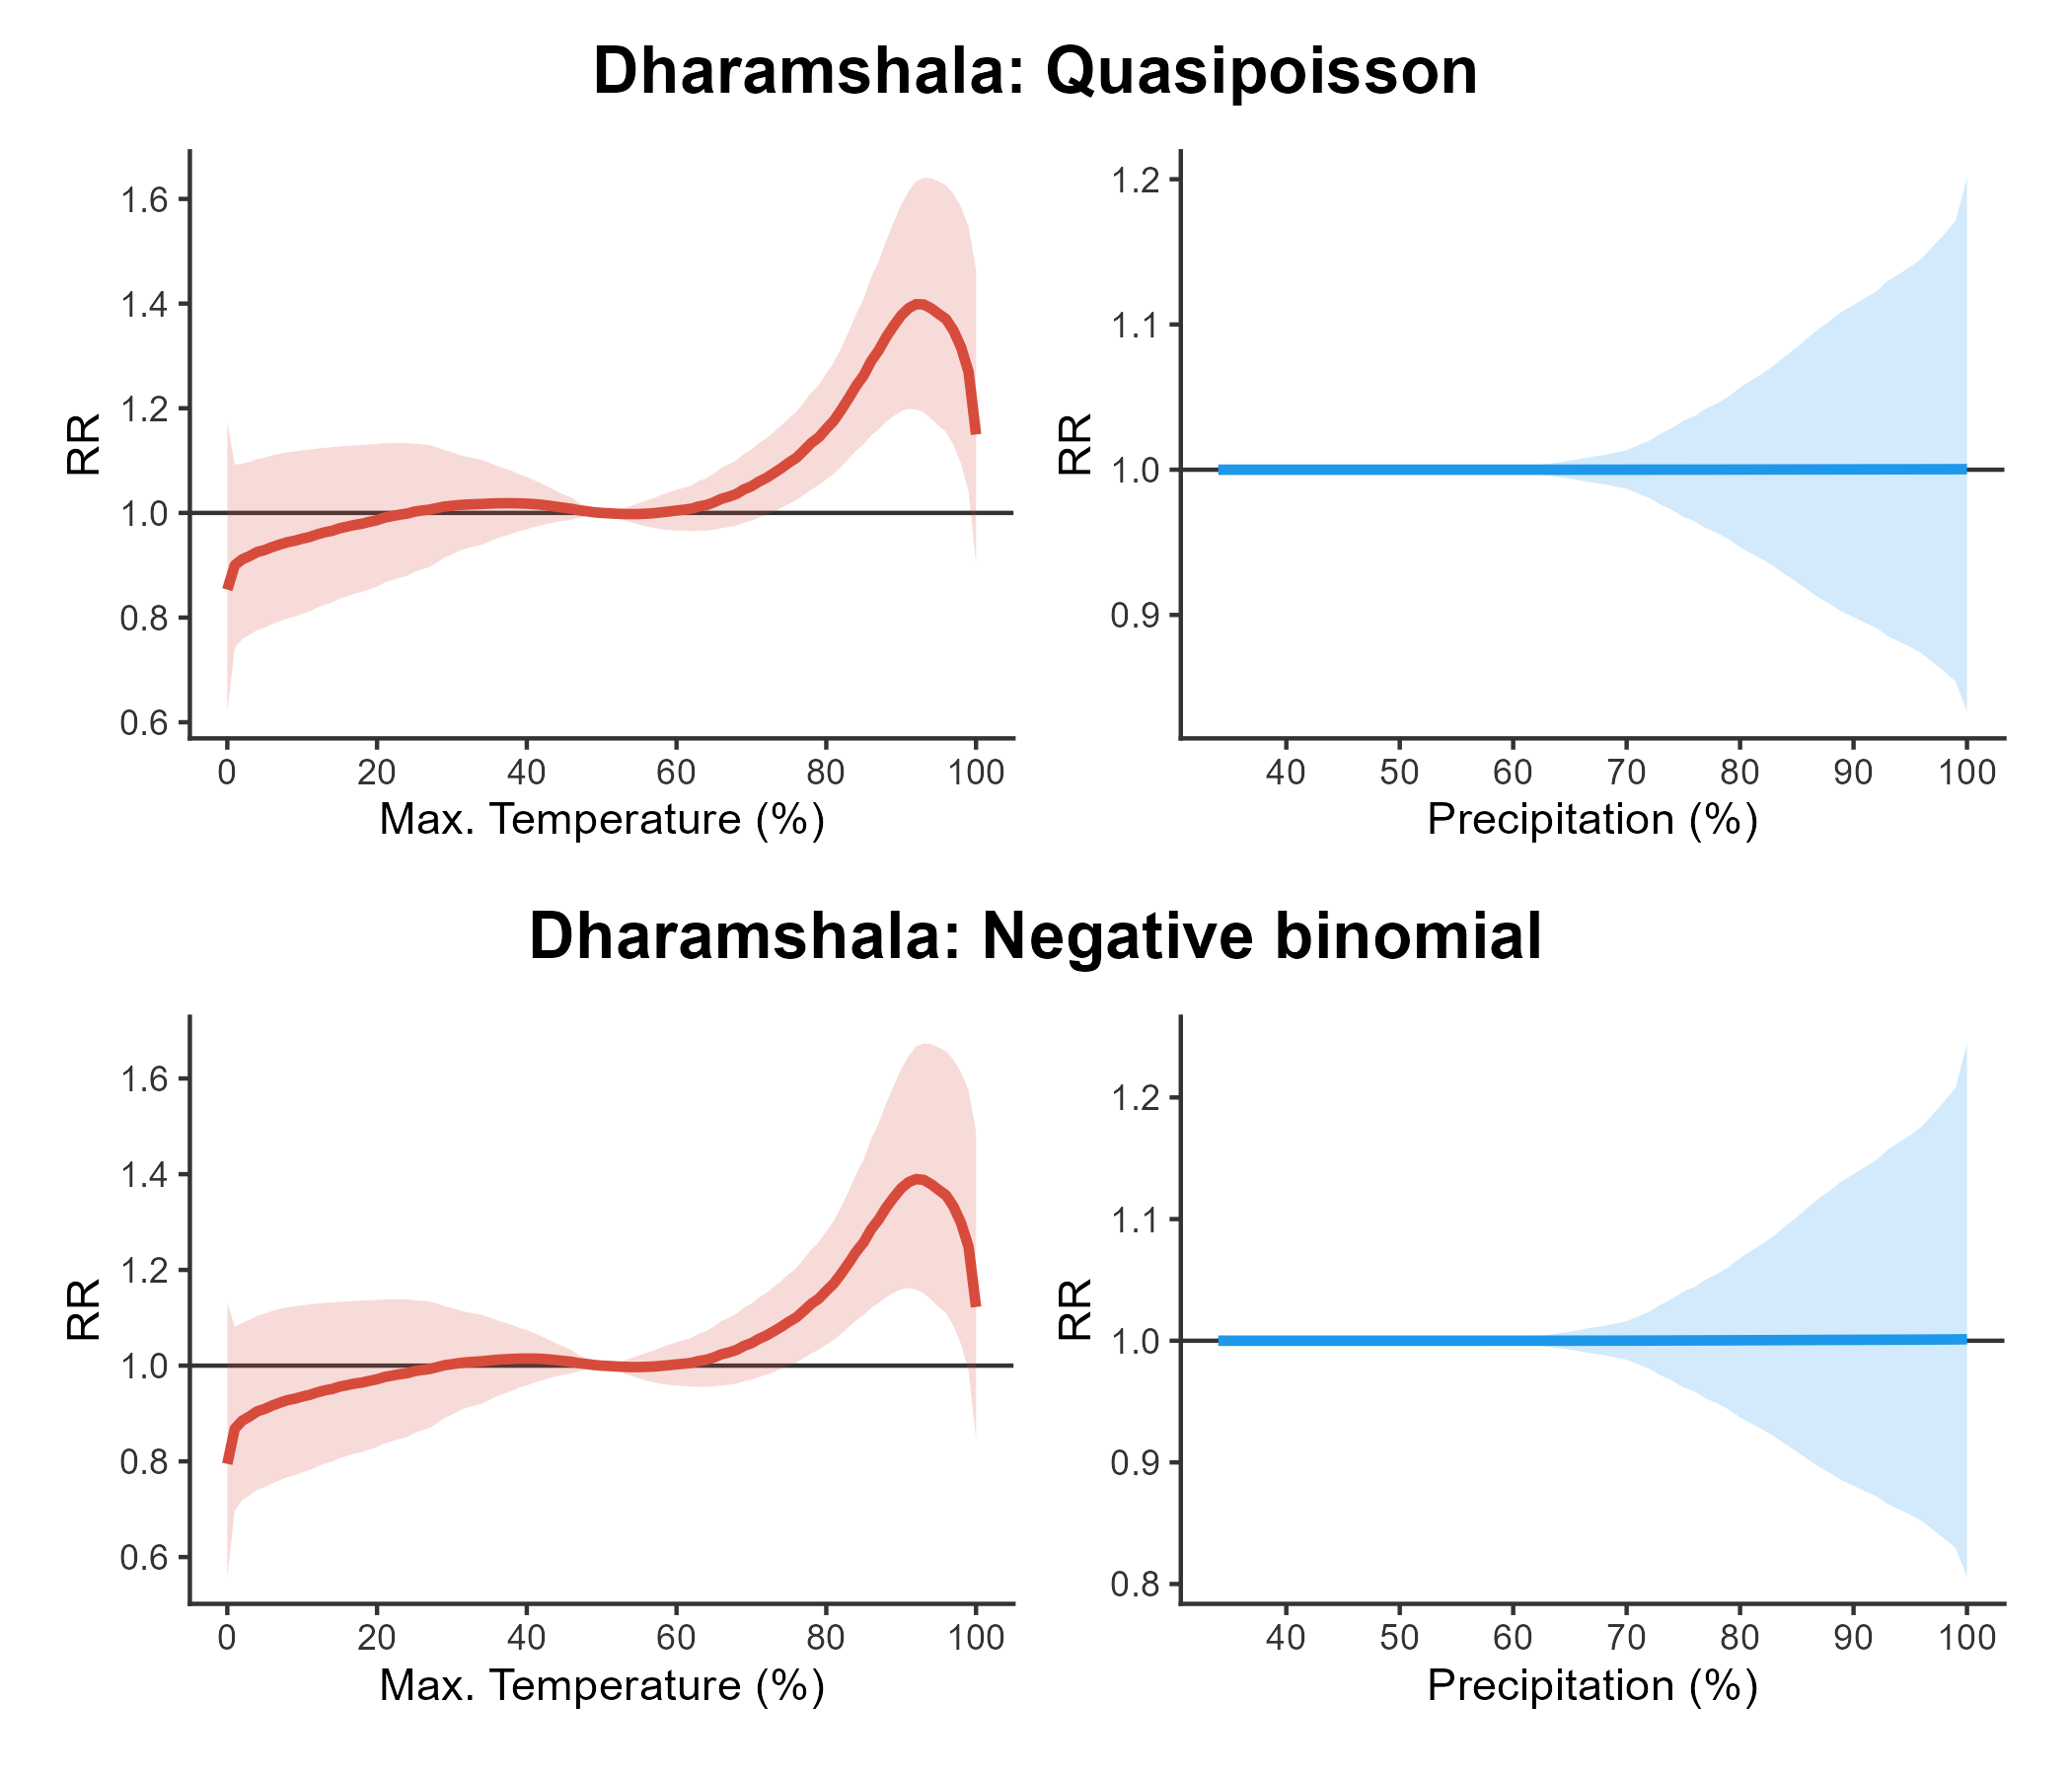 Dharamshala: Quasipoisson
RR
1.6
1.4
1.2
1.0
0.8
0.6
0 20 40 60 80 100
Max. Temperature (%)
RR
1.2
1.1
1.0
0.9
40 50 60 70 80 90 100
Precipitation (%)
Dharamshala: Negative binomial
RR
1.6
1.4
1.2
1.0
0.8
0.6
0 20 40 60 80 100
Max. Temperature (%)
RR
1.2
1.1
1.0
0.9
0.8
40 50 60 70 80 90 100
Precipitation (%)